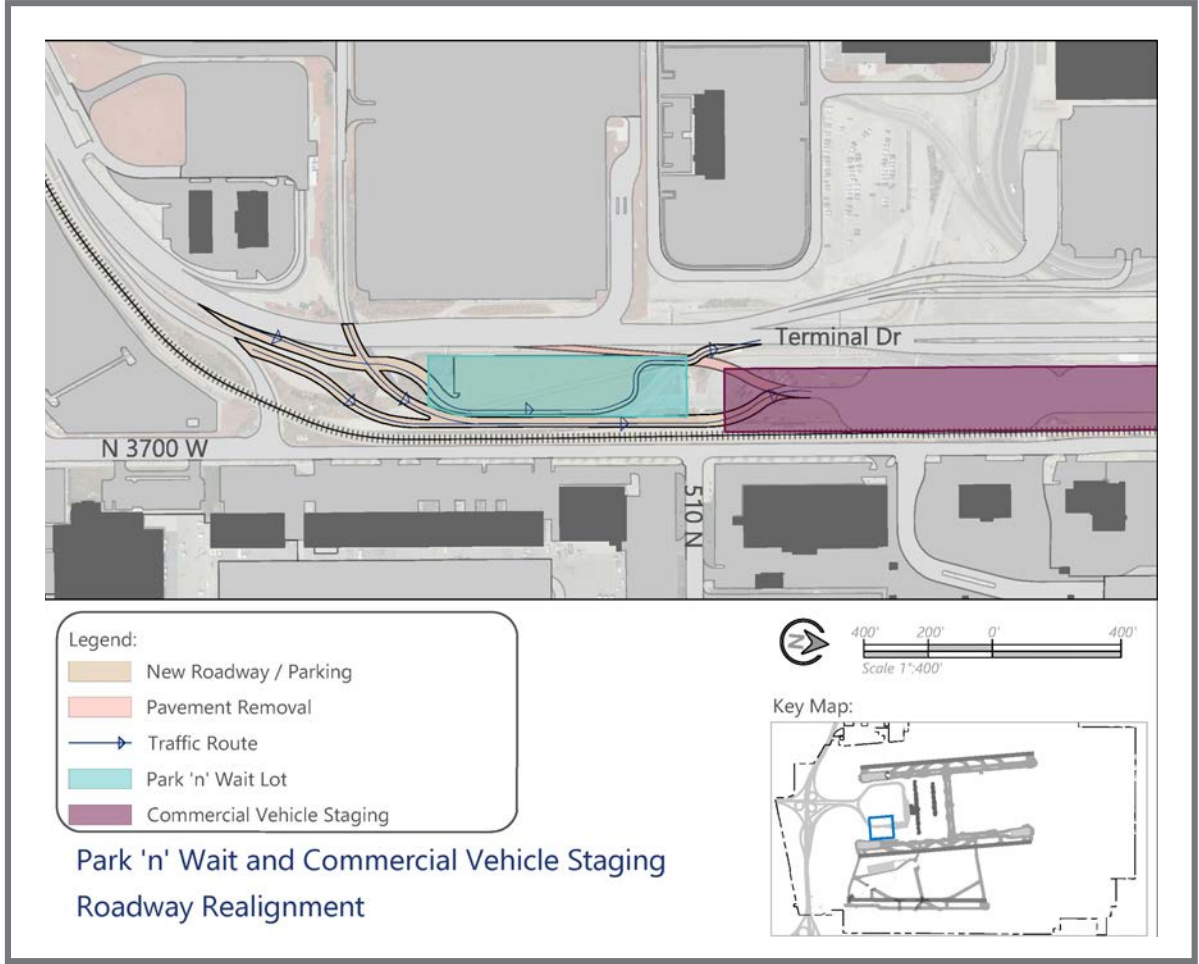 Terminal Dr
N 3700 W
510 N
Legend:
New Roadway / Parking
Pavement Removal
Traffic Route
Park 'n' Wait Lot
Commercial Vehicle Staging
N
400' 200' 0' 400'
Scale 1":400'
Key Map:
Park 'n' Wait and Commercial Vehicle Staging
Roadway Realignment